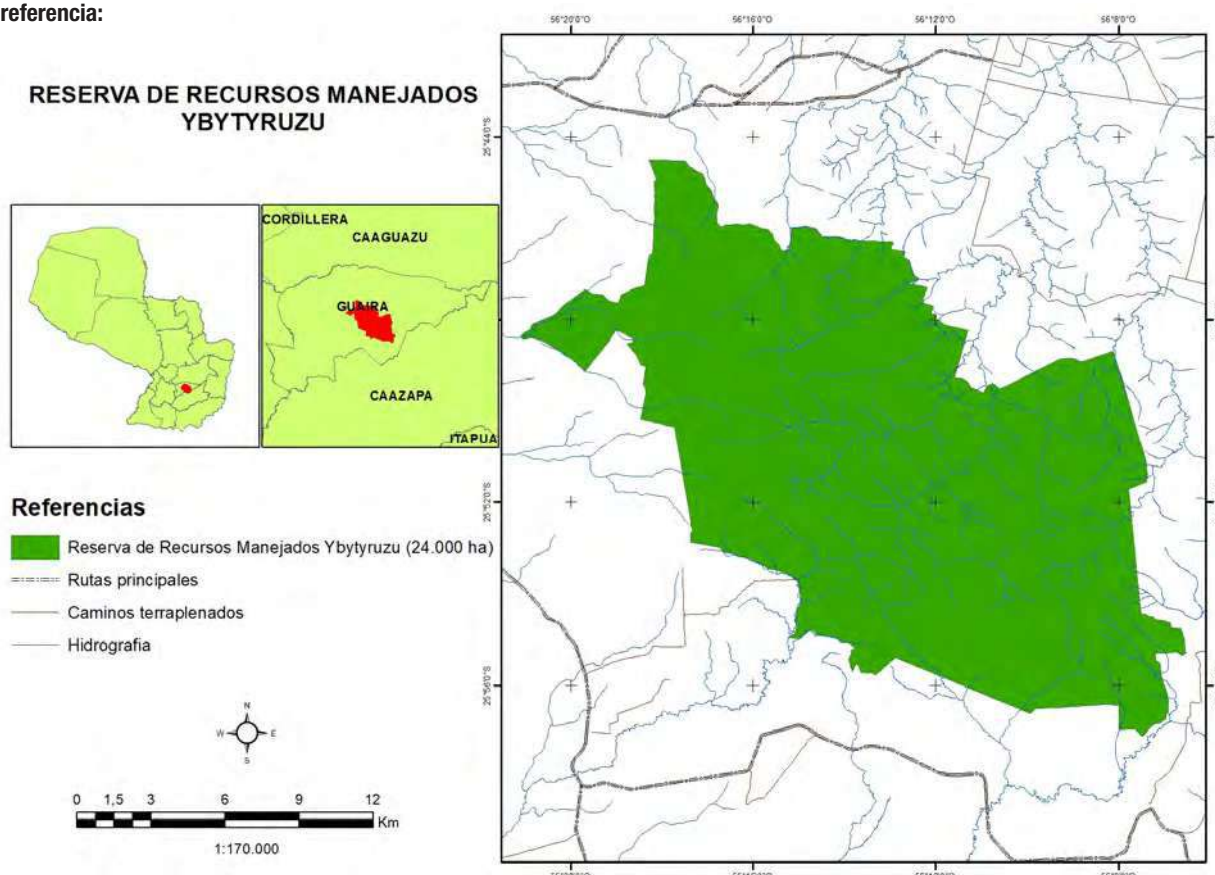 referencia:
RESERVA DE RECURSOS MANEJADOS
YBYTYRUZU
CORDILLERA
CAAGUAZU
GUAIRA
CAAZAPA
ITAPUA
Referencias
Reserva de Recursos Manejados Ybytyruzu (24.000 ha)
Rutas principales
Caminos terraplenados
Hidrografia
N
W E
S
0 1,5 3 6 9 12
Km
1:170.000
56°20'0"O 56°16'0"O 56°12'0"O 56°8'0"O
25°44'0"S
25°52'0"S
25°56'0"S